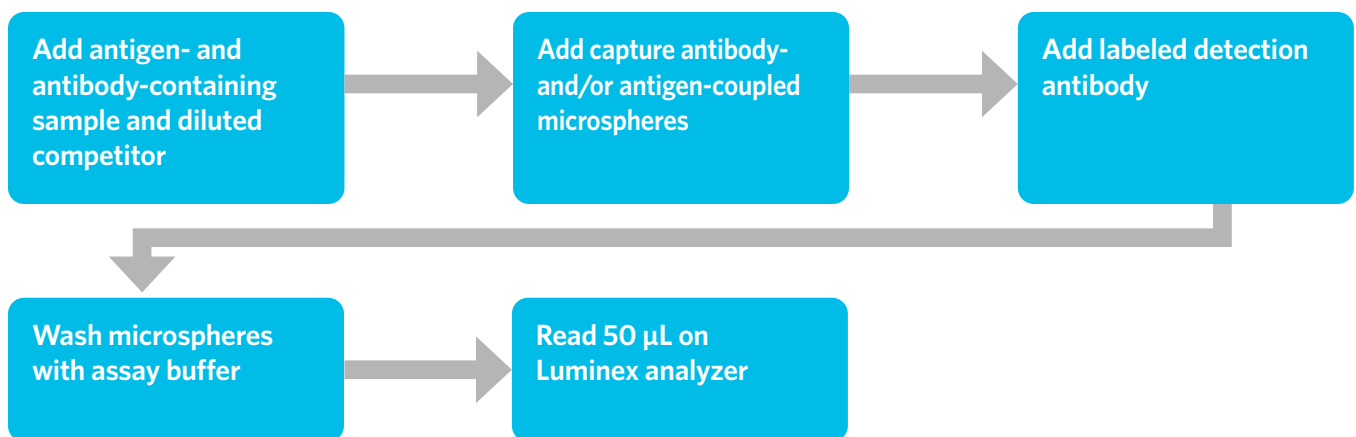 Add antigen- and
antibody-containing
sample and diluted
competitor
Add capture antibody-
and/or antigen-coupled
microspheres
Add labeled detection
antibody
Wash microspheres
with assay buffer
Read 50 µL on
Luminex analyzer